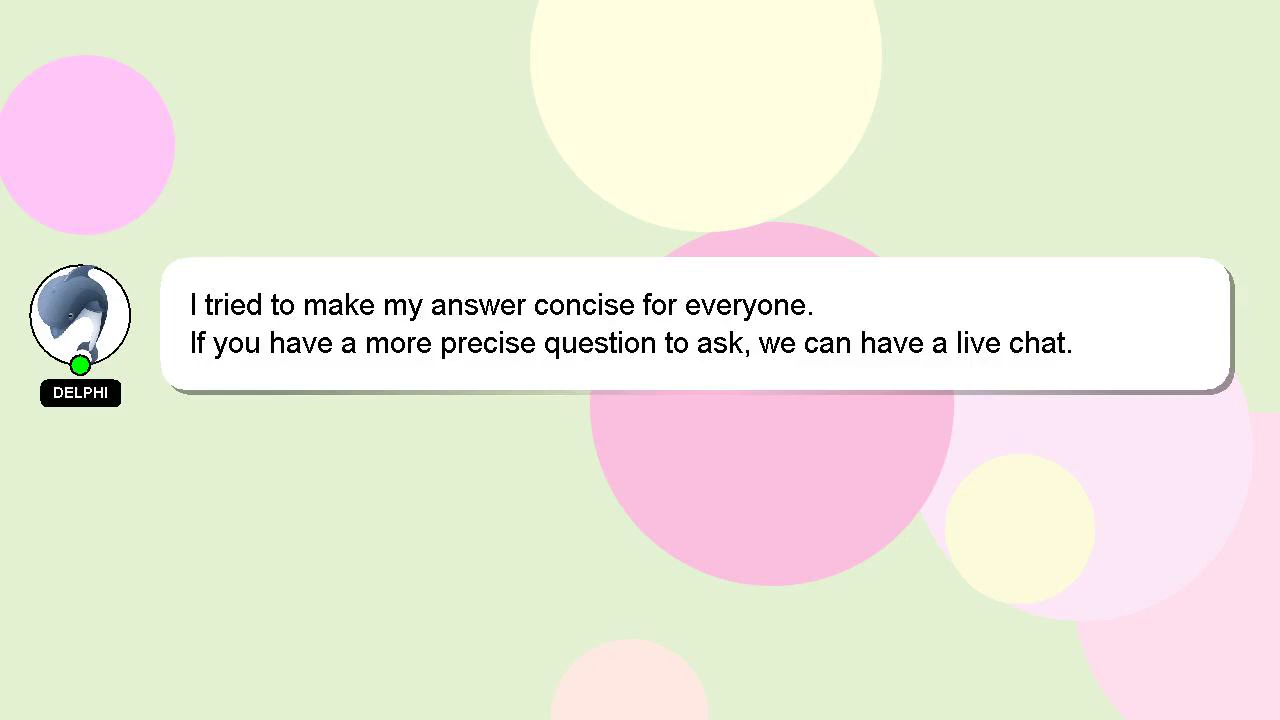 I tried to make my answer concise for everyone.
If you have a more precise question to ask, we can have a live chat.
DELPHI